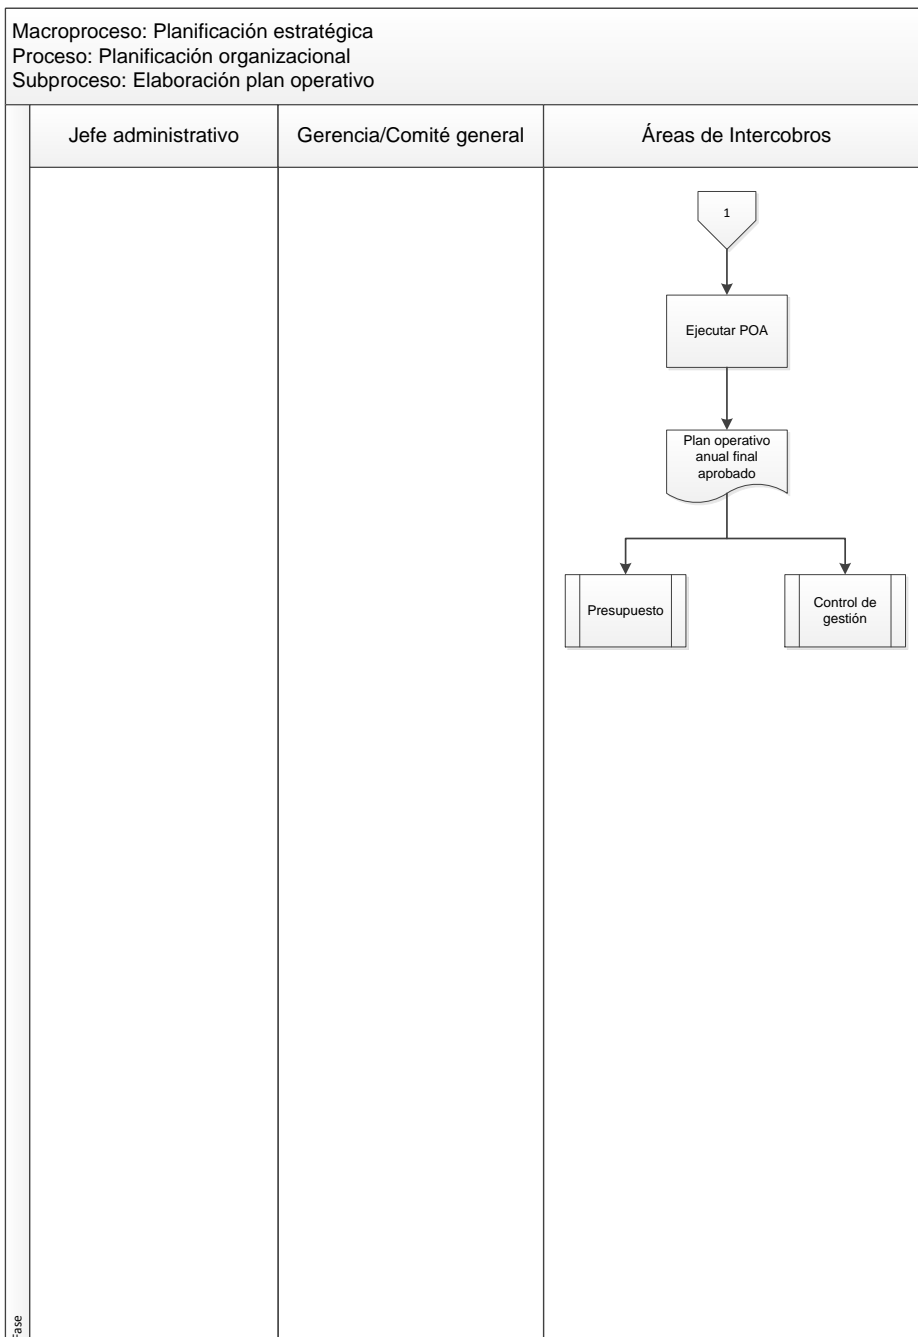 Macroproceso: Planificación estratégica
Proceso: Planificación organizacional
Subproceso: Elaboración plan operativo
Jefe administrativo
Gerencia/Comité general
Áreas de Intercobros
1
Ejecutar POA
Plan operativo
anual final
aprobado
Presupuesto
Control de
gestión
Fase